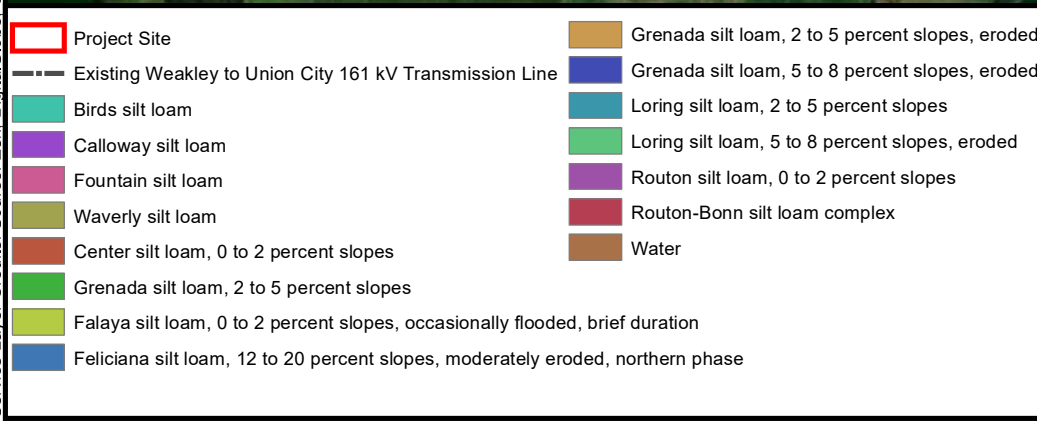 Project Site
Existing Weakley to Union City 161 kV Transmission Line
Birds silt loam
Calloway silt loam
Fountain silt loam
Waverly silt loam
Center silt loam, 0 to 2 percent slopes
Grenada silt loam, 2 to 5 percent slopes
Falaya silt loam, 0 to 2 percent slopes, occasionally flooded, brief duration
Feliciana silt loam, 12 to 20 percent slopes, moderately eroded, northern phase
Grenada silt loam, 2 to 5 percent slopes, eroded
Grenada silt loam, 5 to 8 percent slopes, eroded
Loring silt loam, 2 to 5 percent slopes
Loring silt loam, 5 to 8 percent slopes, eroded
Routon silt loam, 0 to 2 percent slopes
Routon-Bonn silt loam complex
Water